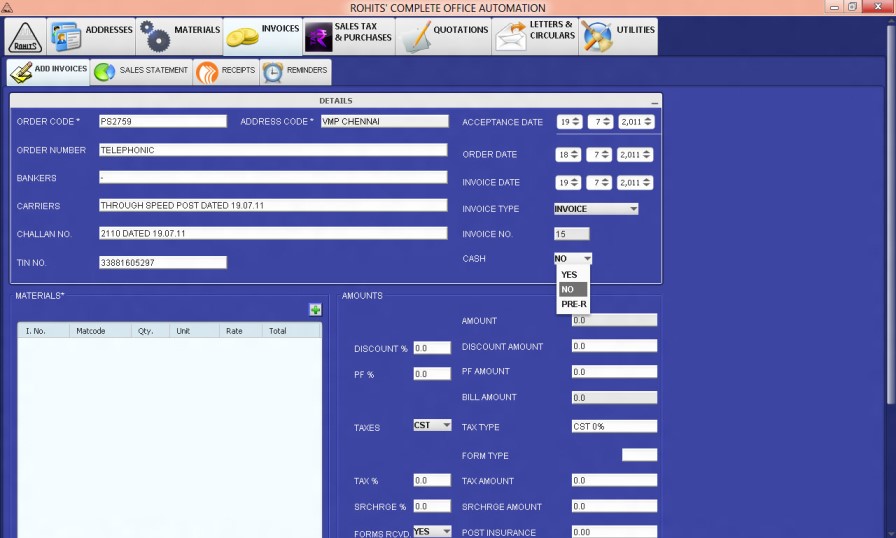 ROHITS' COMPLETE OFFICE AUTOMATION
ROHITS ADDRESSES MATERIALS INVOICES SALES TAX & PURCHASES QUOTATIONS LETTERS & CIRCULARS UTILITIES
ADD INVOICES SALES STATEMENT RECEIPTS REMINDERS
DETAILS
ORDER CODE * PS2759 ADDRESS CODE * VMP CHENNAI ACCEPTANCE DATE 19 7 2,011
ORDER NUMBER TELEPHONIC ORDER DATE 18 7 2,011
BANKERS - INVOICE DATE 19 7 2,011
CARRIERS THROUGH SPEED POST DATED 19.07.11 INVOICE TYPE INVOICE
CHALLAN NO. 2110 DATED 19.07.11 INVOICE NO. 15
TIN NO. 33881605297 CASH NO
YES
NO
PRE-R
MATERIALS* AMOUNTS
I. No. Matcode Qty. Unit Rate Total
AMOUNT 0.0
DISCOUNT % 0.0 DISCOUNT AMOUNT 0.0
PF % 0.0 PF AMOUNT 0.0
BILL AMOUNT 0.0
TAXES CST TAX TYPE CST 0%
FORM TYPE
TAX % 0.0 TAX AMOUNT 0.0
SRCHRGE % 0.0 SRCHRGE AMOUNT 0.0
FORMS RCVD. YES POST INSURANCE 0.00